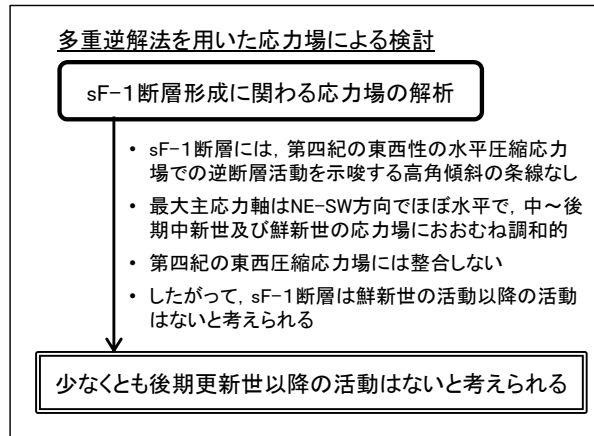 多重逆解法を用いた応力場による検討
sF-1断層形成に関わる応力場の解析
・ sF-1断層には，第四紀の東西性の水平圧縮応力
場での逆断層活動を示唆する高角傾斜の条線なし
・ 最大主応力軸はNE-SW方向でほぼ水平で，中～後
期中新世及び鮮新世の応力場におおむね調和的
・ 第四紀の東西圧縮応力場には整合しない
・ したがって，sF-1断層は鮮新世の活動以降の活動
はないと考えられる
少なくとも後期更新世以降の活動はないと考えられる